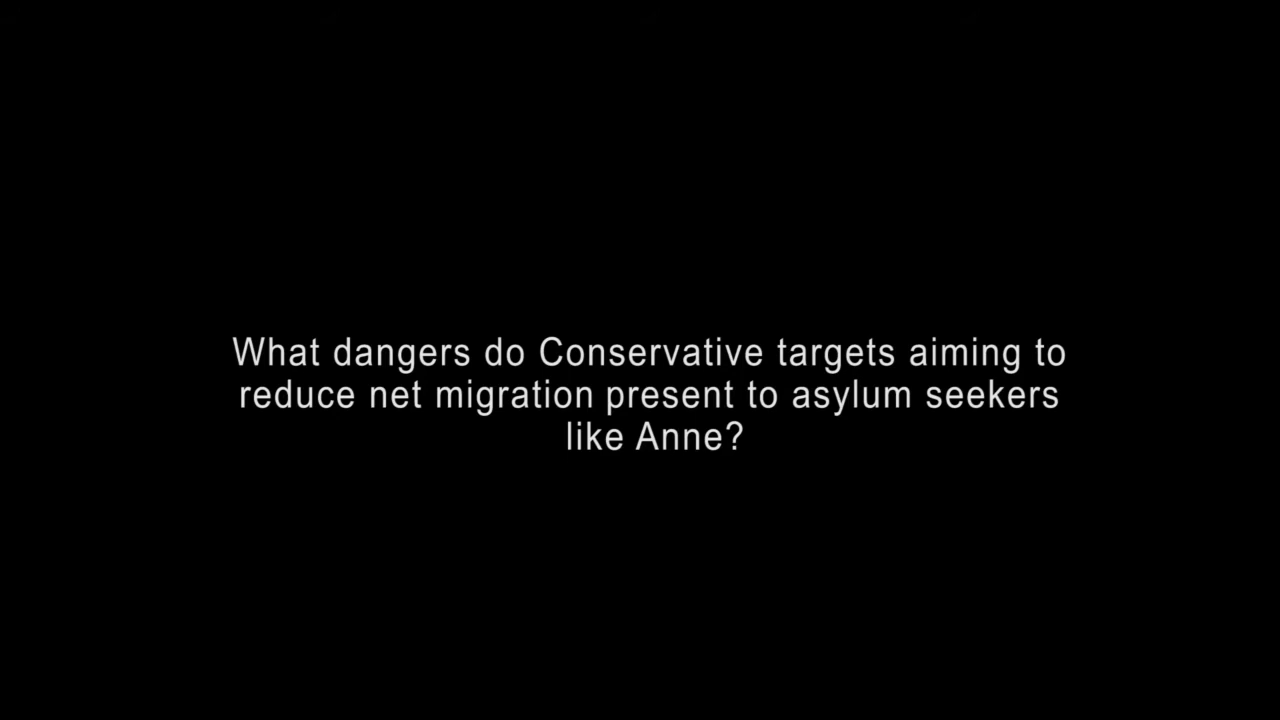 What dangers do Conservative targets aiming to
reduce net migration present to asylum seekers
like Anne?